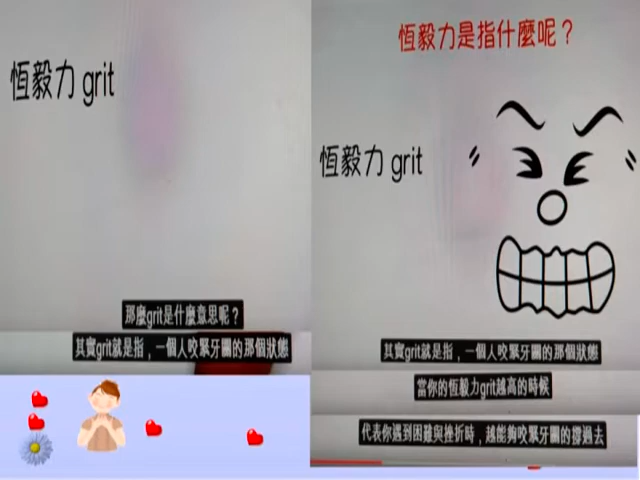 恆毅力 grit
那麼grit是什麼意思呢？
其實grit就是指，一個人咬緊牙關的那個狀態
恆毅力是指什麼呢？
恆毅力 grit
其實grit就是指，一個人咬緊牙關的那個狀態
當你的恆毅力grit越高的時候
代表你遇到困難與挫折時，越能夠咬緊牙關的撐過去